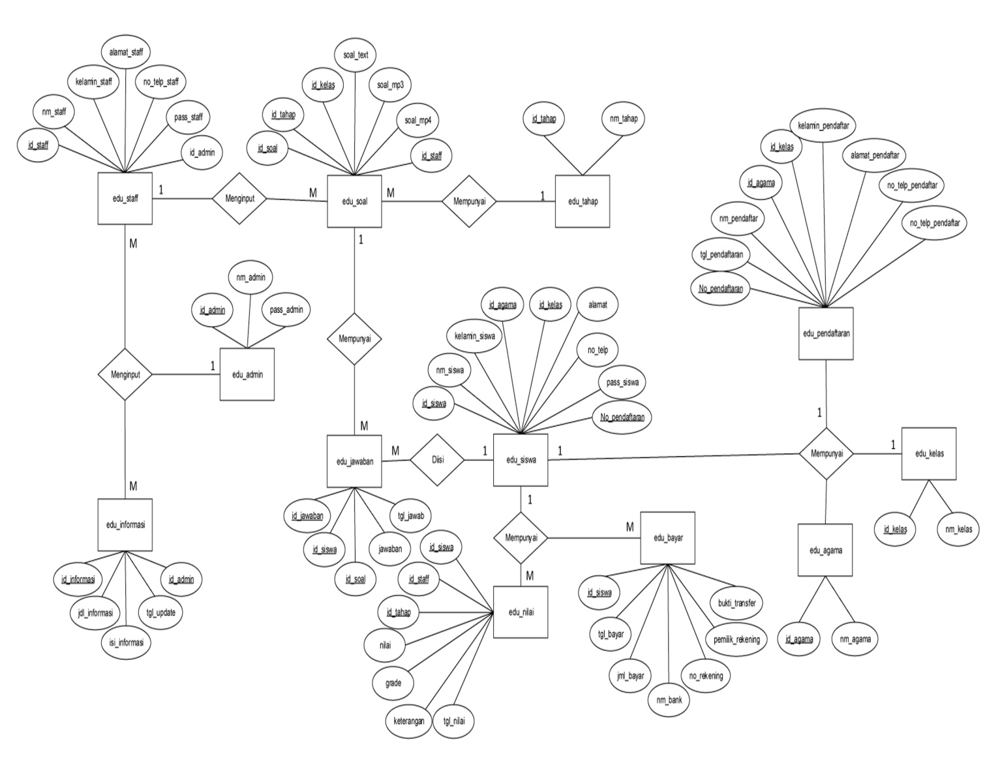 alamat_staff
kelamin_staff
no_telp_staff
nm_staff
pass_staff
id_staff
id_admin
edu_staff
1
Menginput
M
soal_text
id_kelas
soal_mp3
id_tahap
soal_mp4
id_soal
id_staff
edu_soal
M
Mempunyai
1
id_tahap
nm_tahap
edu_tahap
kelamin_pendaftar
id_kelas
alamat_pendaftar
id_agama
no_telp_pendaftar
nm_pendaftar
no_telp_pendaftar
tgl_pendaftaran
No_pendaftaran
edu_pendaftaran
M
1
nm_admin
id_admin
pass_admin
Menginput
1
edu_admin
Mempunyai
M
id_agama
id_kelas
alamat
kelamin_siswa
no_telp
nm_siswa
pass_siswa
id_siswa
No_pendaftaran
edu_jawaban
M
Diisi
1
edu_siswa
1
1
Mempunyai
1
edu_kelas
M
edu_informasi
id_informasi
id_admin
jdl_informasi
tgl_update
isi_informasi
id_jawaban
tgl_jawab
id_siswa
jawaban
id_soal
1
Mempunyai
M
edu_bayar
M
edu_nilai
id_siswa
id_staff
id_tahap
nilai
grade
keterangan
tgl_nilai
id_siswa
bukti_transfer
tgl_bayar
pemilik_rekening
jml_bayar
no_rekening
nm_bank
edu_agama
id_agama
nm_agama
id_kelas
nm_kelas